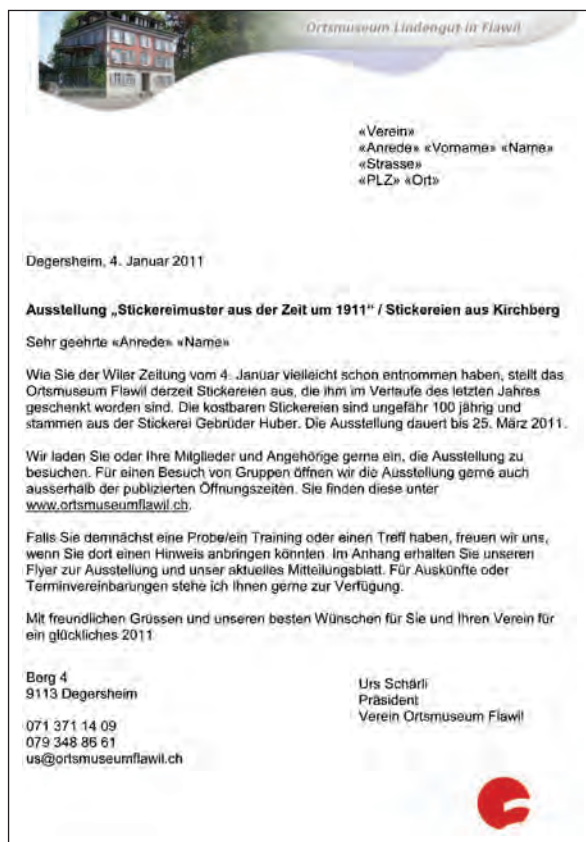 Ortsmuseum Lindengut in Flawil
«Verein»
«Anrede» «Vorname» «Name»
«Strasse»
«PLZ» «Ort»
Degersheim, 4. Januar 2011
Ausstellung „Stickereimuster aus der Zeit um 1911“ / Stickereien aus Kirchberg
Sehr geehrte «Anrede» «Name»
Wie Sie der Wiler Zeitung vom 4. Januar vielleicht schon entnommen haben, stellt das
Ortsmuseum Flawil derzeit Stickereien aus, die ihm im Verlaufe des letzten Jahres
geschenkt worden sind. Die kostbaren Stickereien sind ungefähr 100 jährig und
stammen aus der Stickerei Gebrüder Huber. Die Ausstellung dauert bis 25. März 2011.
Wir laden Sie oder Ihre Mitglieder und Angehörige gerne ein, die Ausstellung zu
besuchen. Für einen Besuch von Gruppen öffnen wir die Ausstellung gerne auch
ausserhalb der publizierten Öffnungszeiten. Sie finden diese unter
www.ortsmuseumflawil.ch.
Falls Sie demnächst eine Probe/ein Training oder einen Treff haben, freuen wir uns,
wenn Sie dort einen Hinweis anbringen könnten. Im Anhang erhalten Sie unseren
Flyer zur Ausstellung und unser aktuelles Mitteilungsblatt. Für Auskünfte oder
Terminvereinbarungen stehe ich Ihnen gerne zur Verfügung.
Mit freundlichen Grüssen und unseren besten Wünschen für Sie und Ihren Verein für
ein glückliches 2011
Berg 4
9113 Degersheim
071 371 14 09
079 348 86 61
us@ortsmuseumflawil.ch
Urs Schärli
Präsident
Verein Ortsmuseum Flawil